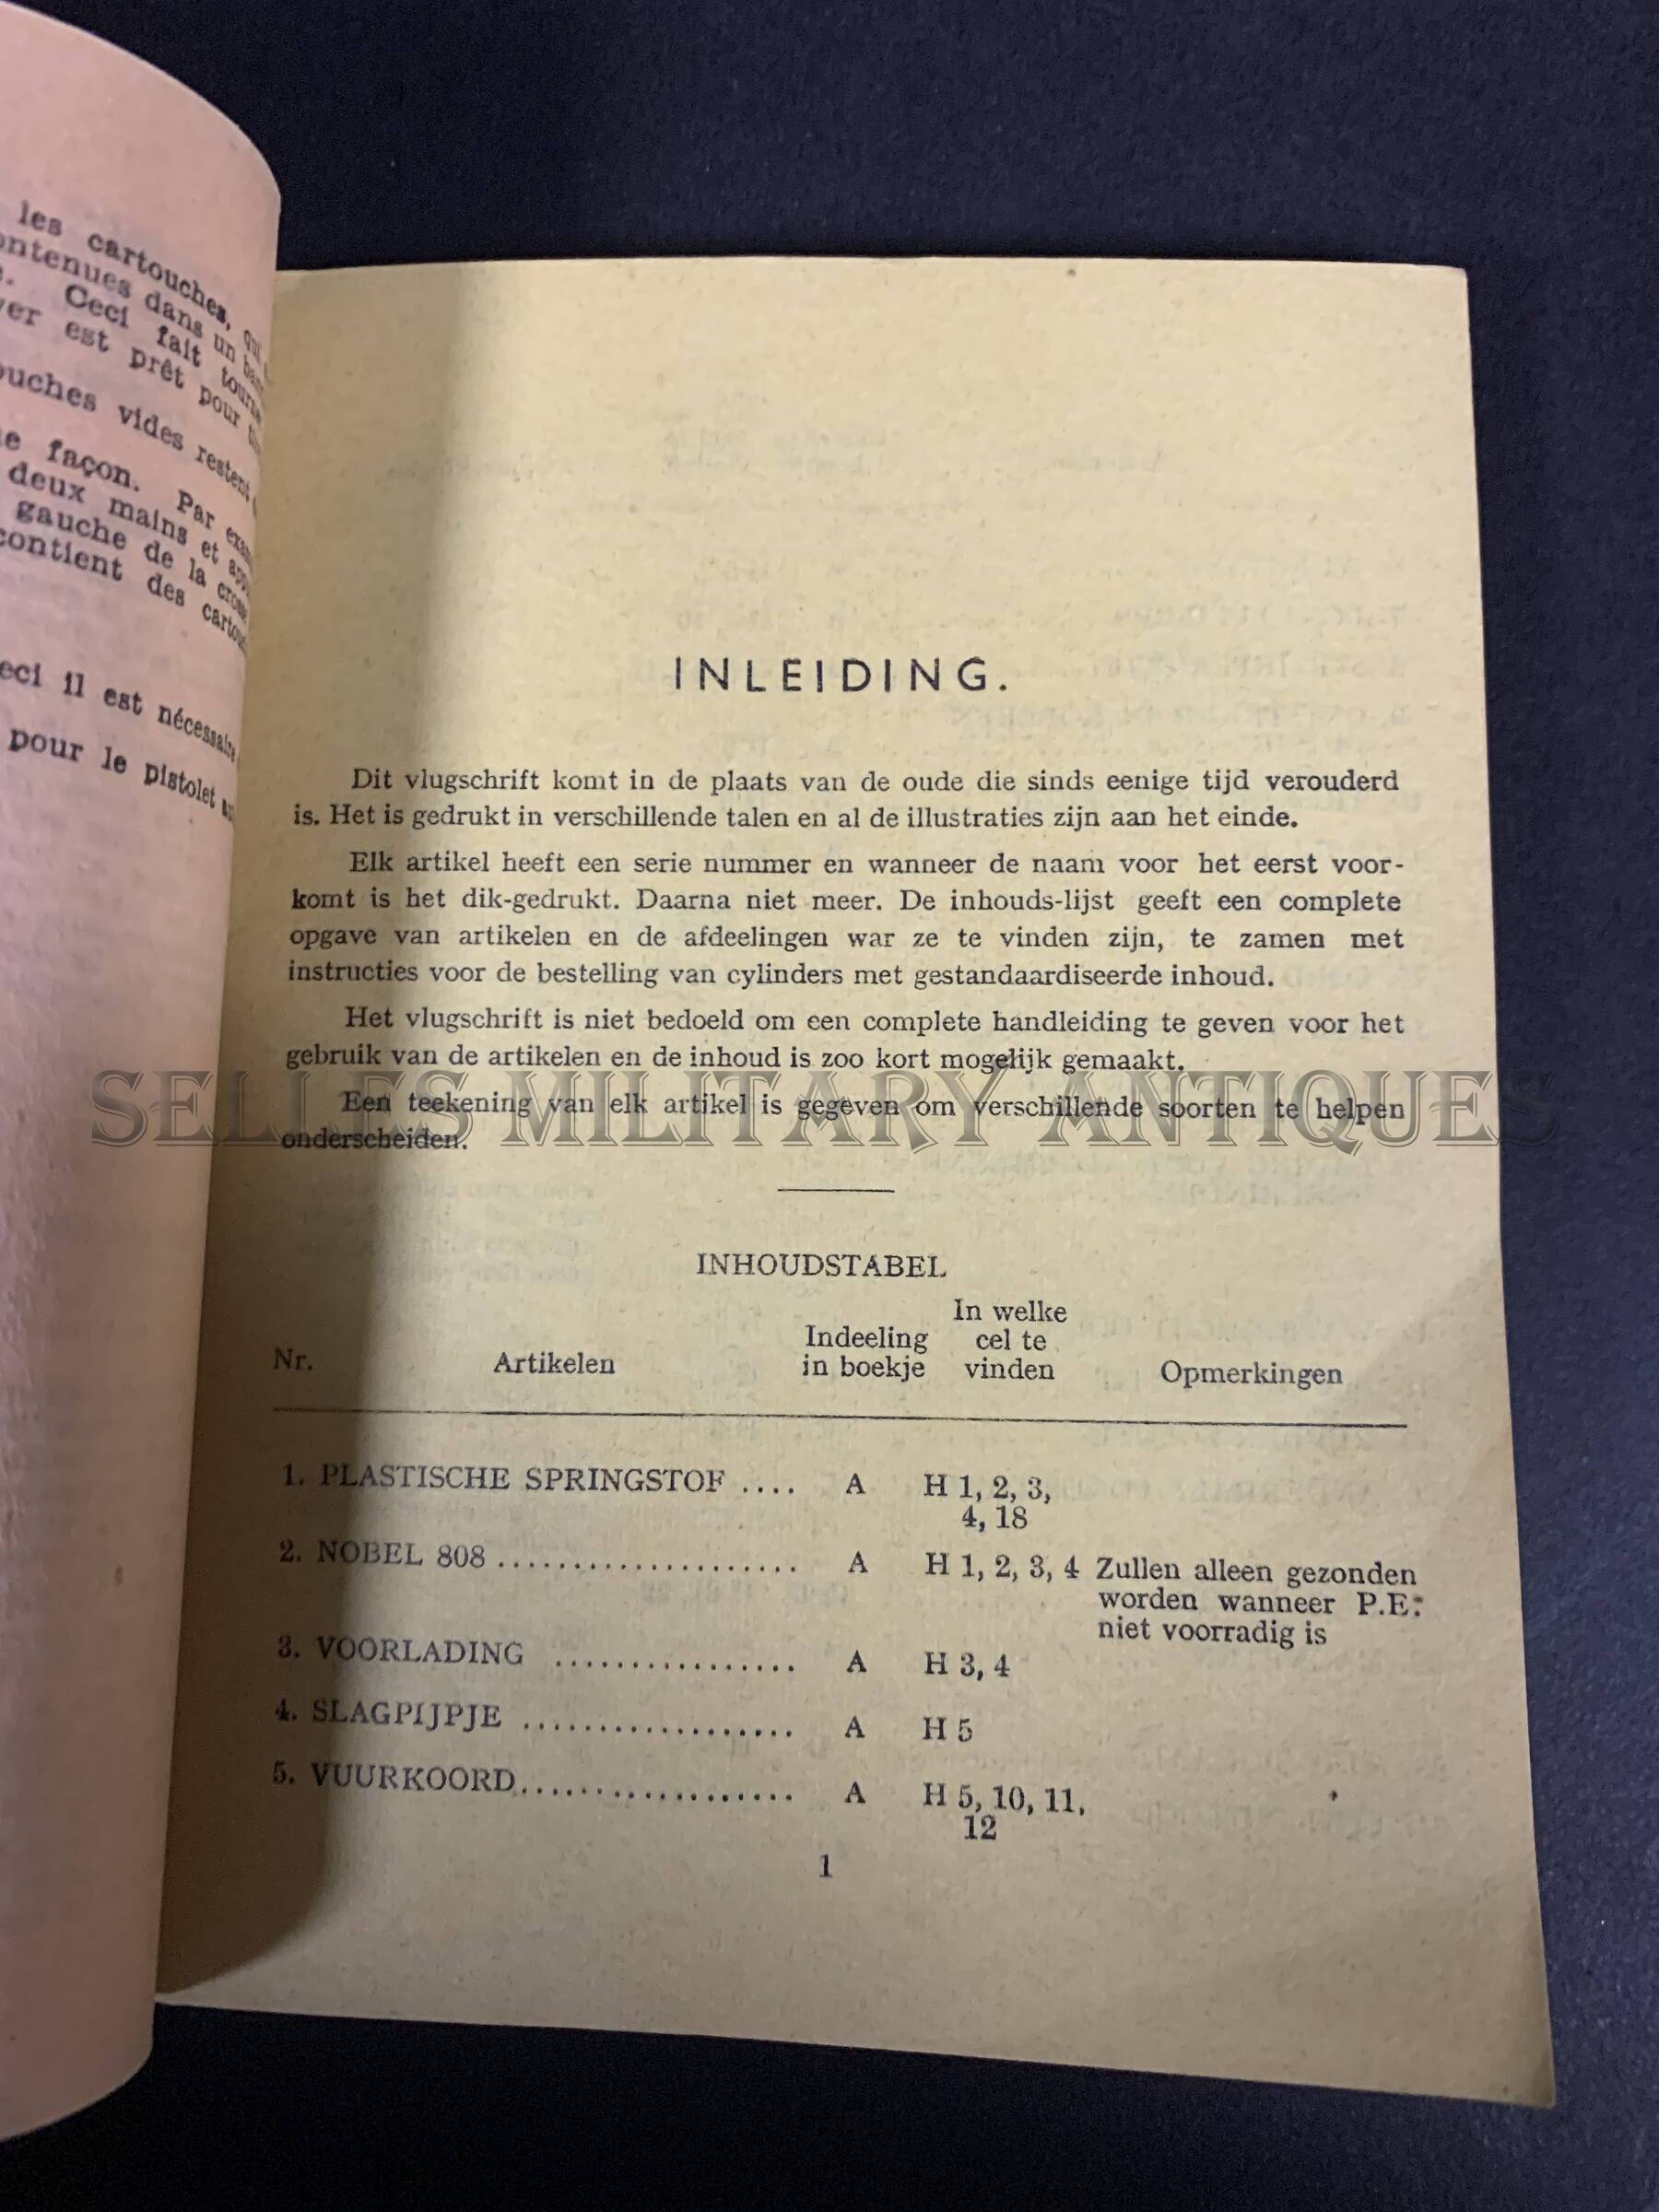 les cartouches,
dans un
Ceci fait
est prêt pour
vides restent
façon. Par
deux mains et
gauche de la
contient des
il est nécessaire
pour le pistolet
INLEIDING.
Dit vlugschrift komt in de plaats van de oude die sinds eenige tijd verouderd
is. Het is gedrukt in verschillende talen en al de illustraties zijn aan het einde.
Elk artikel heeft een serie nummer en wanneer de naam voor het eerst voor-
komt is het dik-gedrukt. Daarna niet meer. De inhouds-lijst geeft een complete
opgave van artikelen en de afdeelingen war ze te vinden zijn, te zamen met
instructies voor de bestelling van cylinders met gestandaardiseerde inhoud.
Het vlugschrift is niet bedoeld om een complete handleiding te geven voor het
gebruik van de artikelen en de inhoud is zoo kort mogelijk gemaakt.
SELLES MILITARY ANTIQUES
Een teekening van elk artikel is gegeven om verschillende soorten te helpen
onderscheiden.
INHOUDSTABEL
Nr. Artikelen Indeeling in boekje In welke cel te vinden Opmerkingen
1. PLASTISCHE SPRINGSTOF .... A H 1, 2, 3,
4, 18
2. NOBEL 808 .................... A H 1, 2, 3, 4 Zullen alleen gezonden
worden wanneer P.E.
niet voorradig is
3. VOORLADING ................ A H 3, 4
4. SLAGPIJPJE .................. A H 5
5. VUURKOORD.................. A H 5, 10, 11,
12
1